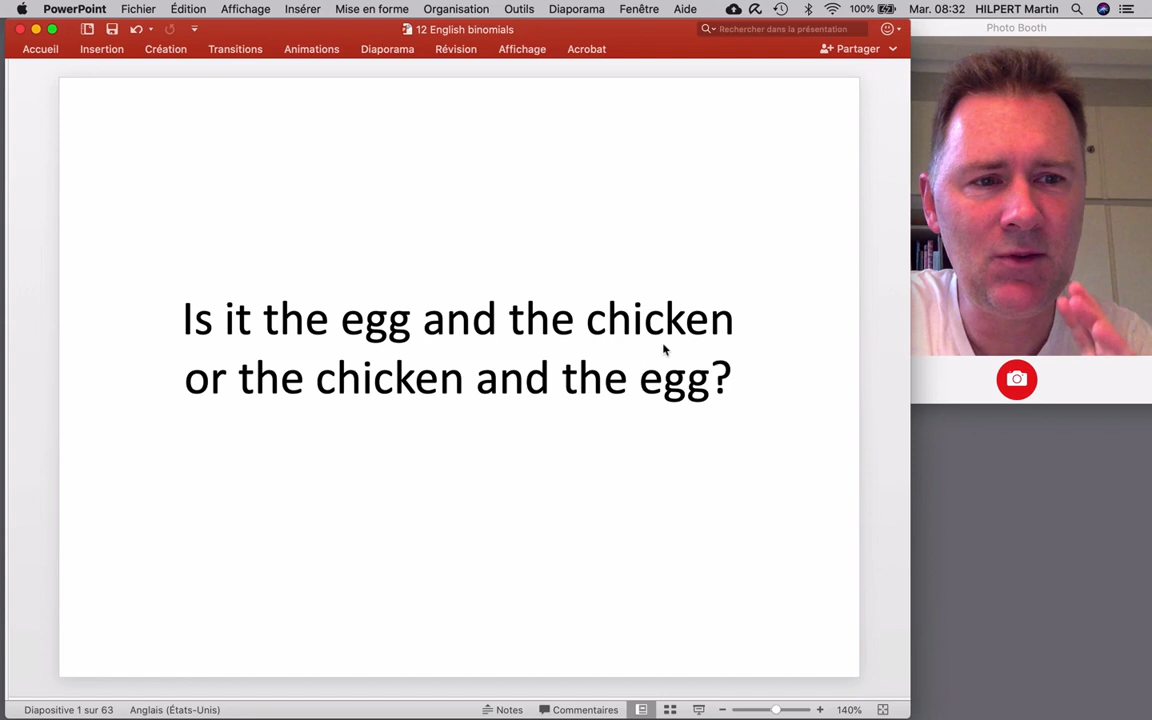 PowerPoint Fichier Édition Affichage Insérer Mise en forme Organisation Outils Diaporama Fenêtre Aide 100% Mar. 08:32 HILPERT Martin
12 English binomials
Rechercher dans la présentation
Photo Booth
Accueil Insertion Création Transitions Animations Diaporama Révision Affichage Acrobat Partager
Is it the egg and the chicken
or the chicken and the egg?
Diapositive 1 sur 63 Anglais (États-Unis) Notes Commentaires 140%